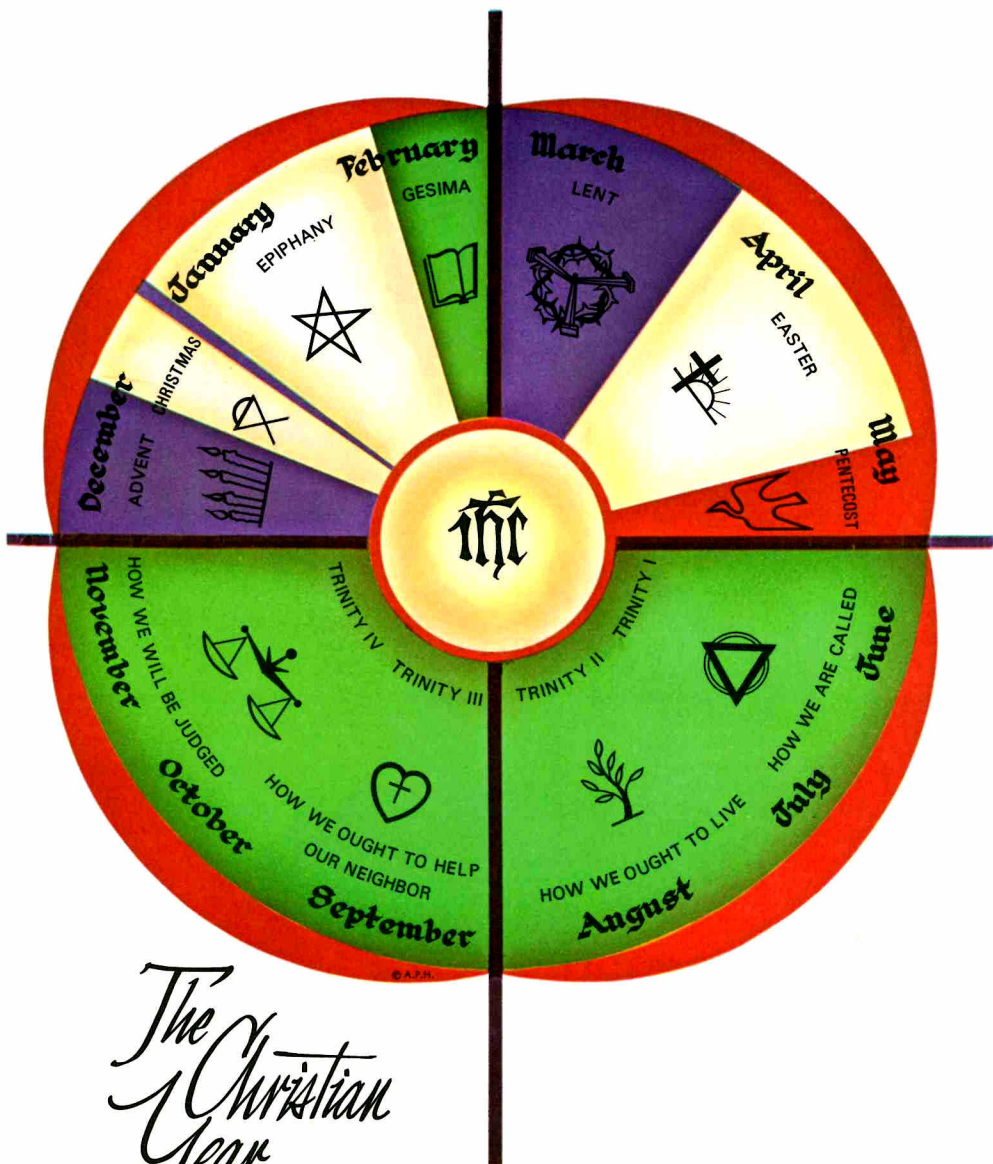 February
GESIMA
March
LENT
January
EPIPHANY
April
EASTER
December
CHRISTMAS
ADVENT
May
PENTECOST
ihc
November
HOW WE WILL BE JUDGED
TRINITY IV
TRINITY III
TRINITY II
TRINITY I
HOW WE ARE CALLED
June
October
HOW WE OUGHT TO HELP
OUR NEIGHBOR
September
HOW WE OUGHT TO LIVE
July
August
© A.P.H.
The
Christian
Year